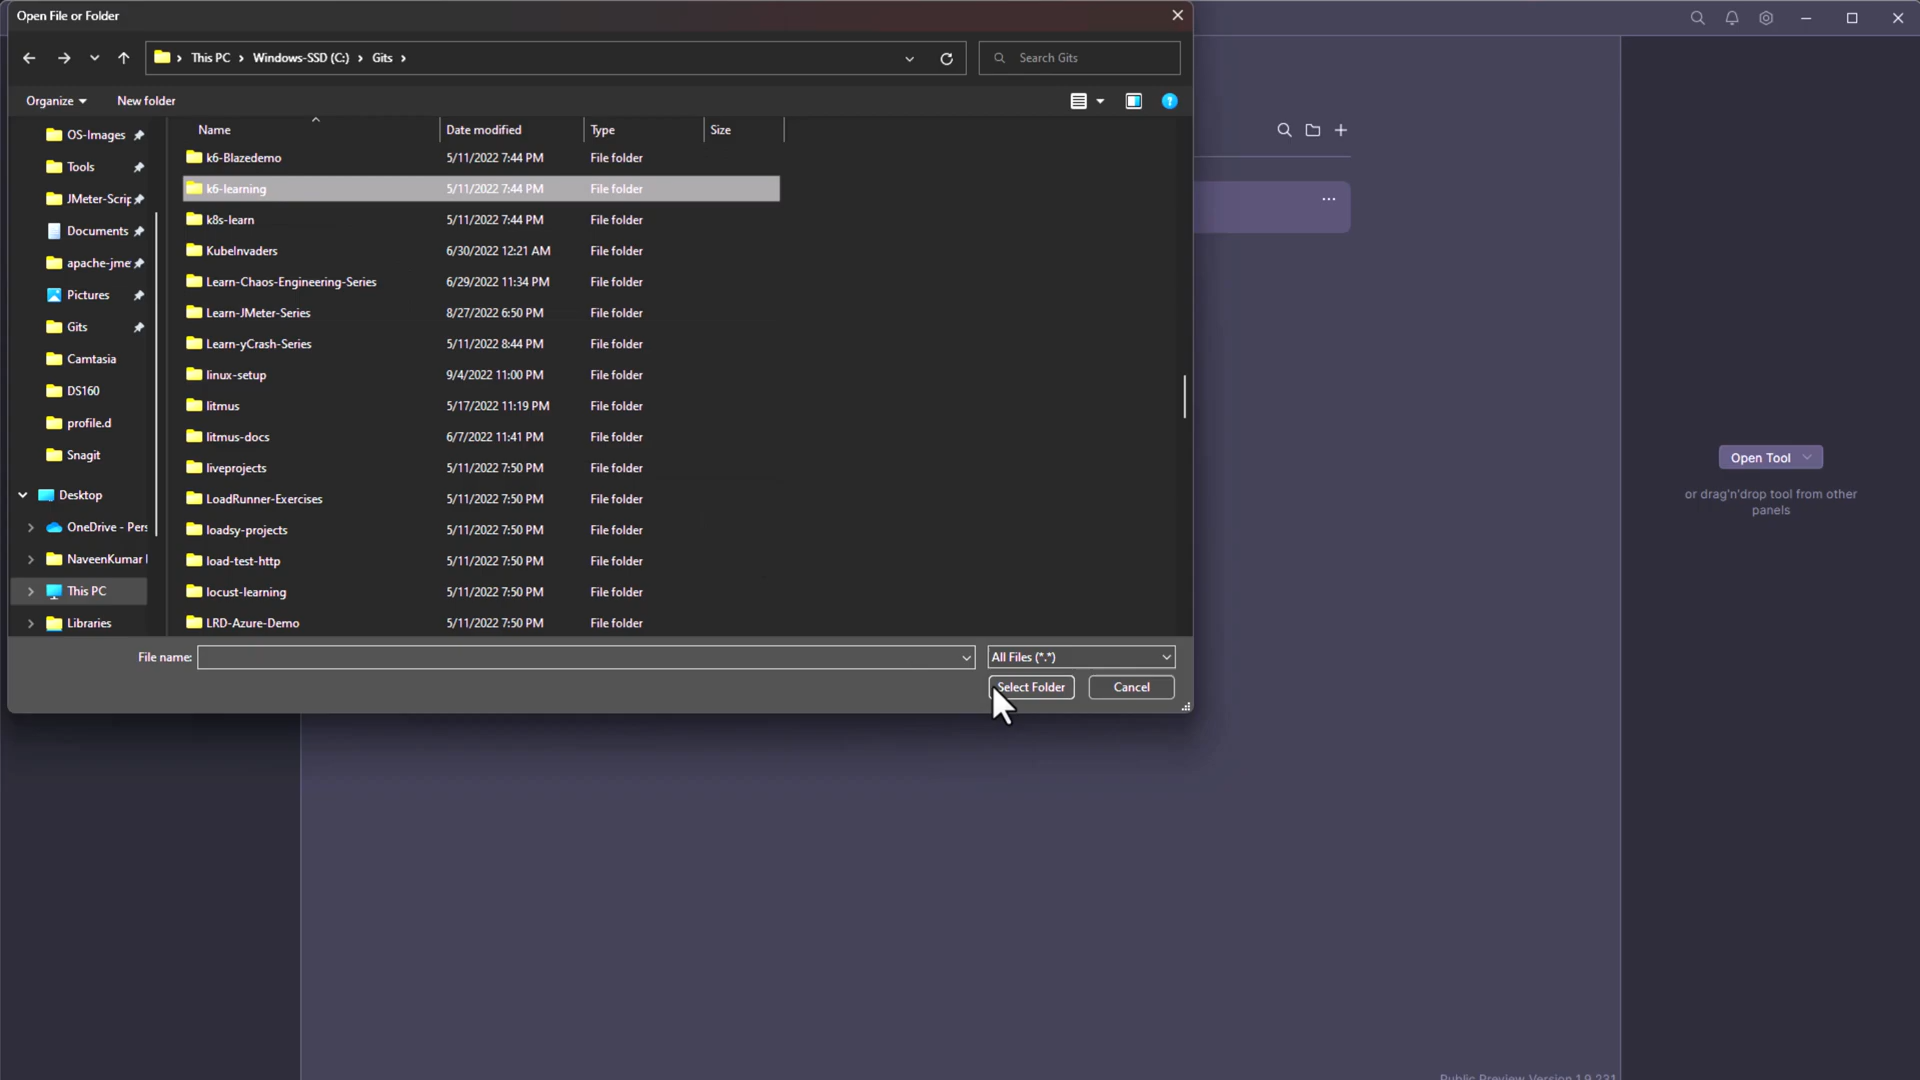 Open File or Folder
This PC > Windows-SSD (C:) > Gits >
Search Gits
Organize
New folder
Name
Date modified
Type
Size
OS-Images
Tools
JMeter-Scrip
Documents
apache-jme
Pictures
Gits
Camtasia
DS160
profile.d
Snagit
Desktop
OneDrive - Pers
NaveenKumar
This PC
Libraries
k6-Blazedemo 5/11/2022 7:44 PM File folder
k6-learning 5/11/2022 7:44 PM File folder
k8s-learn 5/11/2022 7:44 PM File folder
KubeInvaders 6/30/2022 12:21 AM File folder
Learn-Chaos-Engineering-Series 6/29/2022 11:34 PM File folder
Learn-JMeter-Series 8/27/2022 6:50 PM File folder
Learn-yCrash-Series 5/11/2022 8:44 PM File folder
linux-setup 9/4/2022 11:00 PM File folder
litmus 5/17/2022 11:19 PM File folder
litmus-docs 6/7/2022 11:41 PM File folder
liveprojects 5/11/2022 7:50 PM File folder
LoadRunner-Exercises 5/11/2022 7:50 PM File folder
loadsy-projects 5/11/2022 7:50 PM File folder
load-test-http 5/11/2022 7:50 PM File folder
locust-learning 5/11/2022 7:50 PM File folder
LRD-Azure-Demo 5/11/2022 7:50 PM File folder
File name:
All Files (*.*)
Select Folder
Cancel
Open Tool
or drag'n'drop tool from other
panels
Public Preview Version 1.9.231